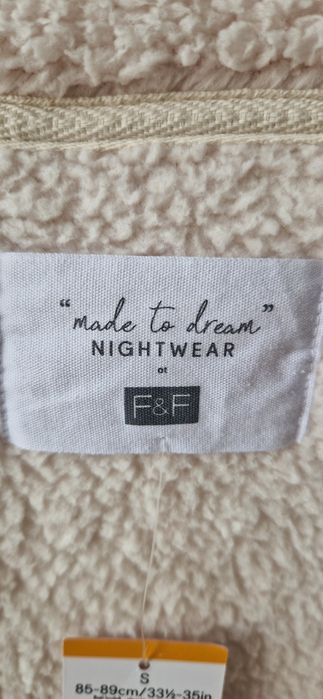 “made to dream”
NIGHTWEAR
at
F&F
S
85-89cm/33½-35in